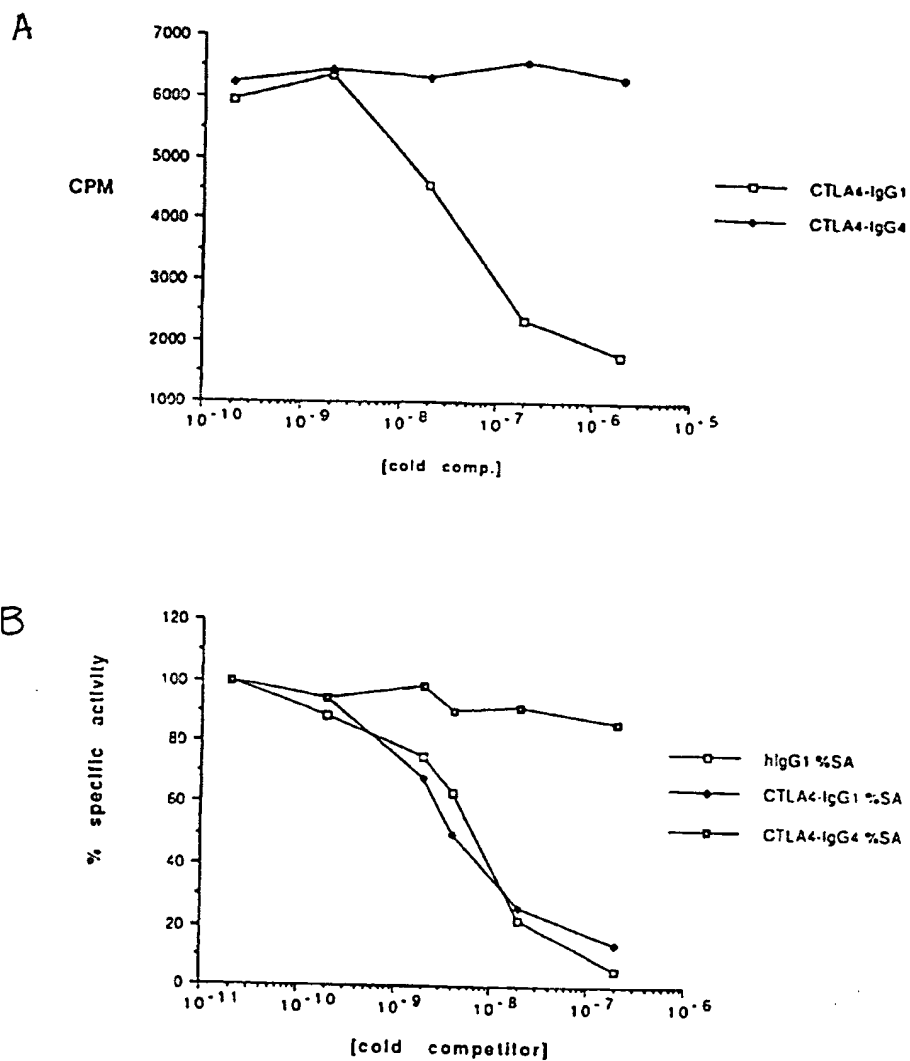 A
7000
6000
5000
4000
3000
2000
1000
CPM
10-10 10-9 10-8 10-7 10-6 10-5
[cold comp.]
CTLA4-IgG1
CTLA4-IgG4
B
120
100
80
60
40
20
0
% specific activity
10-11 10-10 10-9 10-8 10-7 10-6
[cold competitor]
hIgG1 %SA
CTLA4-IgG1 %SA
CTLA4-IgG4 %SA